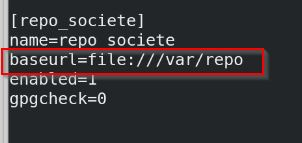 [repo_societe]
name=repo societe
baseurl=file:///var/repo
enabled=1
gpgcheck=0